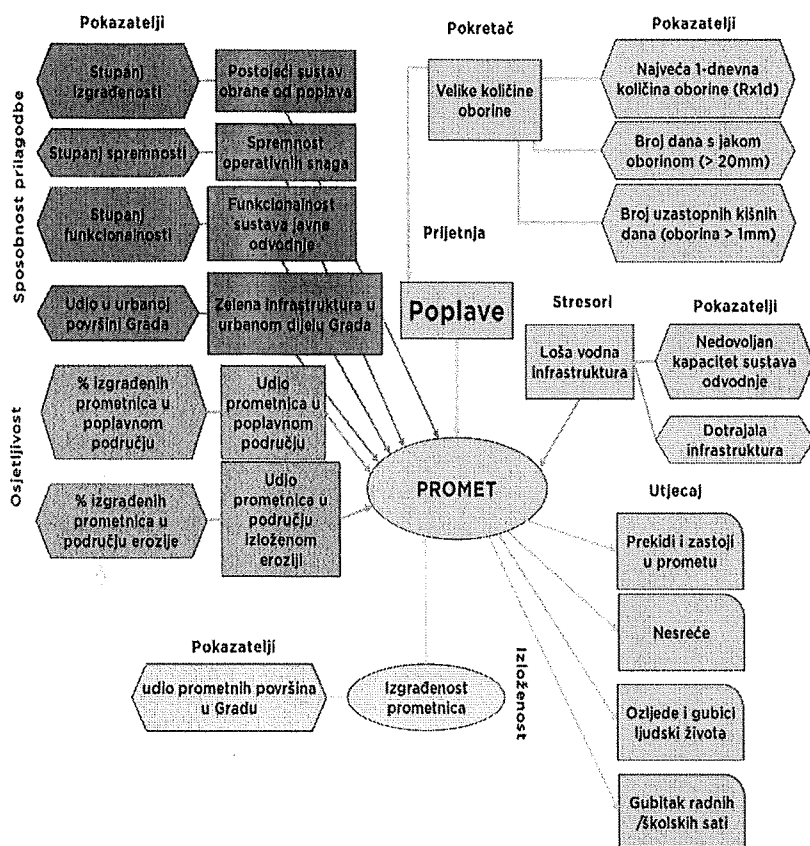 Pokazatelji
Sposobnost prilagodbe
Stupanj
izgrađenosti
Postojeći sustav
obrane od poplava
Stupanj spremnosti
Spremnost
operativnih snaga
Stupanj
funkcionalnosti
Funkcionalnost
sustava javne
odvodnje
Udio u urbanoj
površini Grada
Zelena infrastruktura u
urbanom dijelu Grada
Osjetljivost
% izgrađenih
prometnica u
poplavnom
području
Udio
prometnica u
poplavnom
području
% izgrađenih
prometnica u
području erozije
Udio
prometnica u
području
izloženom
eroziji
Pokretač
Velike količine
oborine
Pokazatelji
Najveća 1-dnevna
količina oborine (Rx1d)
Broj dana s jakom
oborinom (> 20mm)
Broj uzastopnih kišnih
dana (oborina > 1mm)
Prijetnja
Poplave
Stresori
Loša vodna
infrastruktura
Pokazatelji
Nedovoljan
kapacitet sustava
odvodnje
Dotrajala
infrastruktura
PROMET
Utjecaj
Prekidi i zastoji
u prometu
Nesreće
Ozljede i gubici
ljudski života
Gubitak radnih
/školskih sati
Pokazatelji
udio prometnih površina
u Gradu
Izgrađenost
prometnica
Izloženost